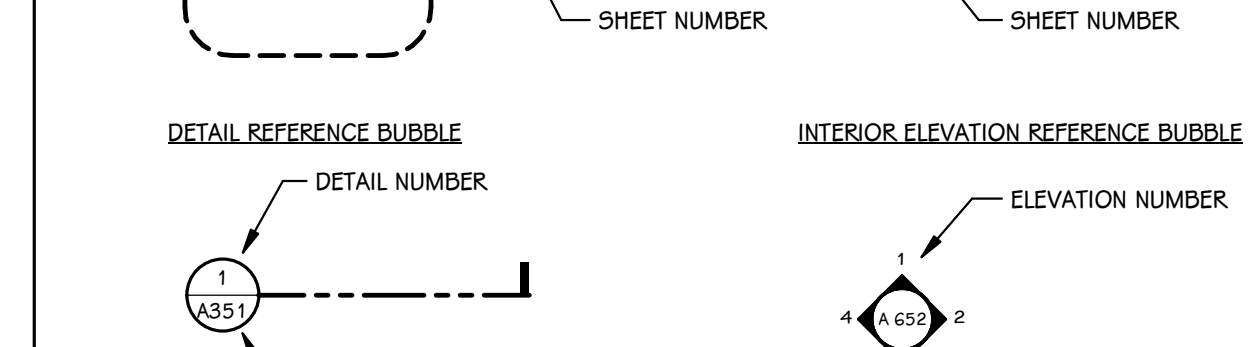 SHEET NUMBER
SHEET NUMBER
DETAIL REFERENCE BUBBLE
INTERIOR ELEVATION REFERENCE BUBBLE
DETAIL NUMBER
ELEVATION NUMBER
1
A351
1
4
A 652
2